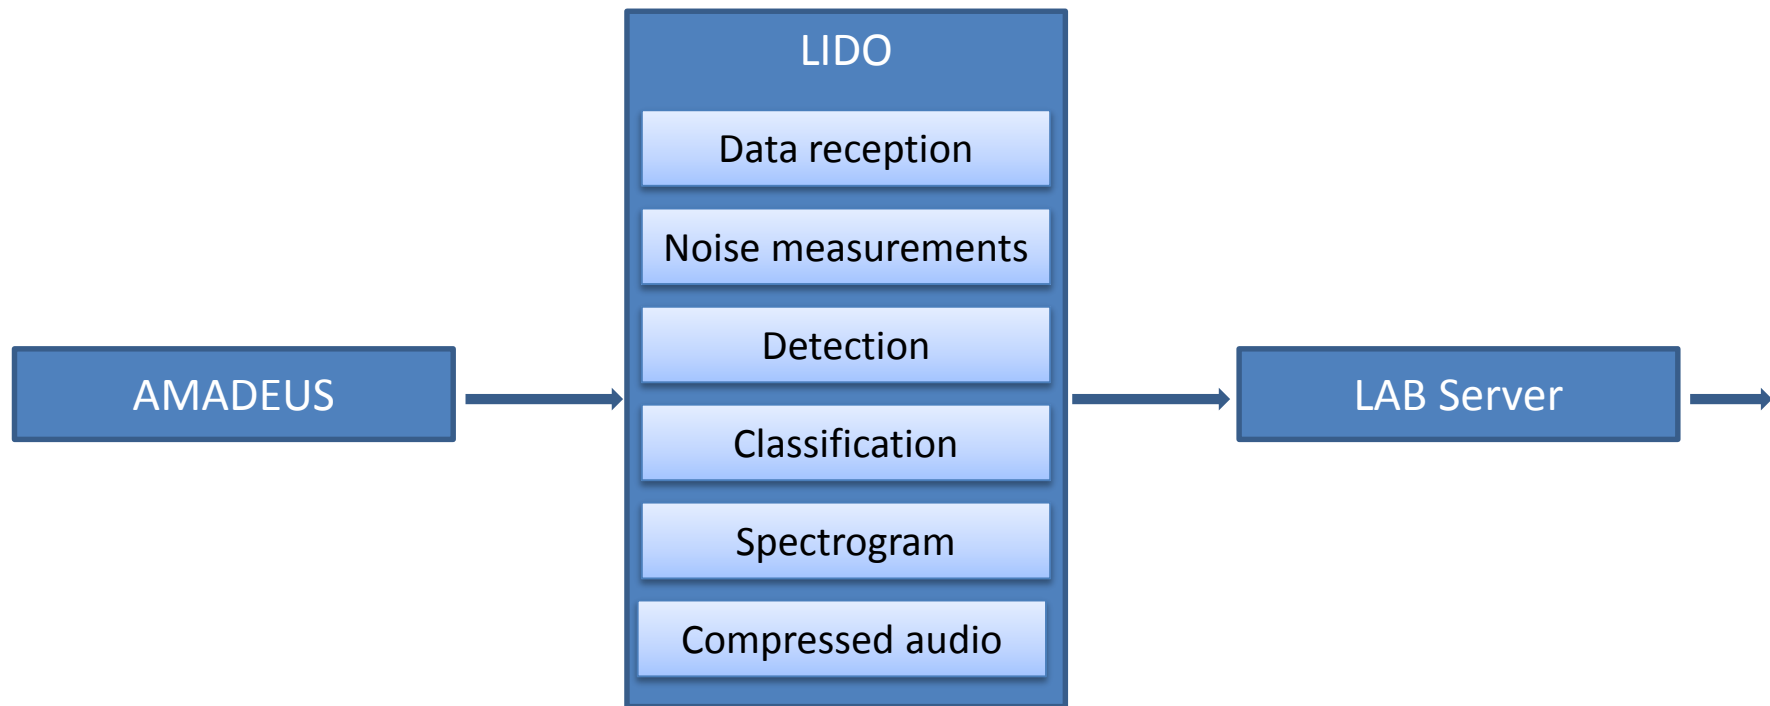 LIDO
Data reception
Noise measurements
Detection
AMADEUS
LAB Server
Classification
Spectrogram
Compressed audio